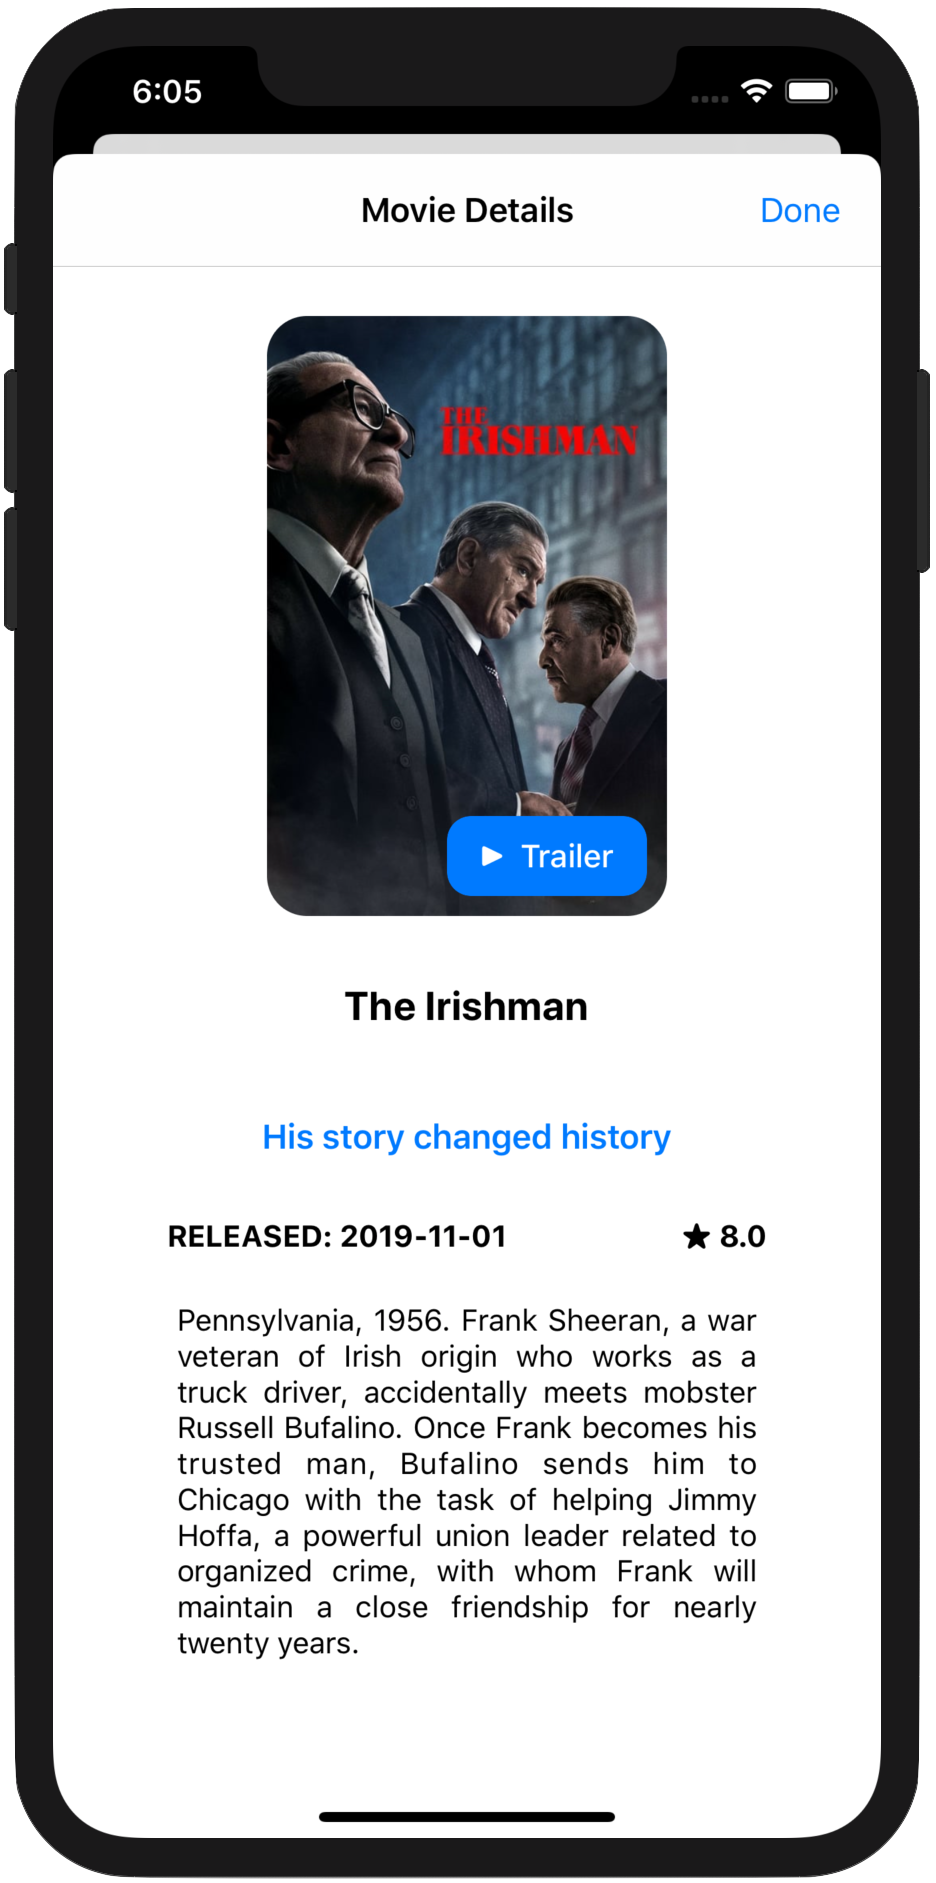 6:05
Movie Details
Done
THE
IRISHMAN
Trailer
The Irishman
His story changed history
RELEASED: 2019-11-01
★ 8.0
Pennsylvania, 1956. Frank Sheeran, a war
veteran of Irish origin who works as a
truck driver, accidentally meets mobster
Russell Bufalino. Once Frank becomes his
trusted man, Bufalino sends him to
Chicago with the task of helping Jimmy
Hoffa, a powerful union leader related to
organized crime, with whom Frank will
maintain a close friendship for nearly
twenty years.